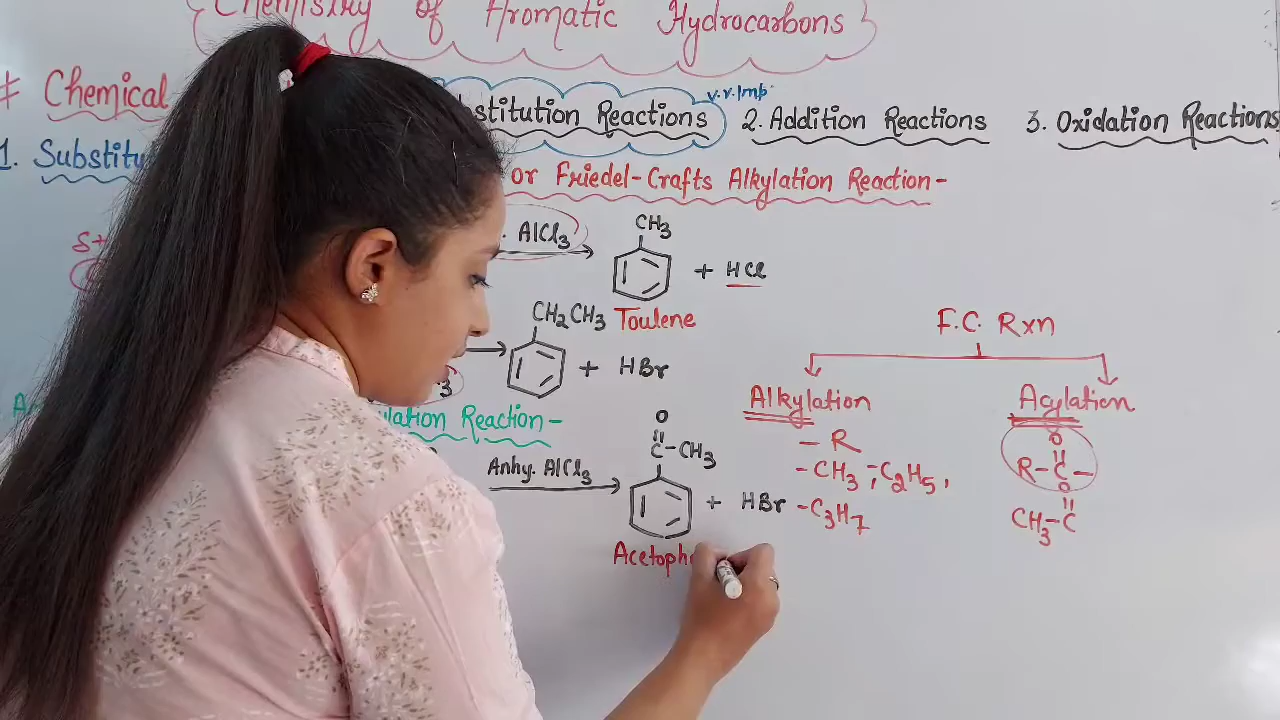 Chemistry of Aromatic Hydrocarbons
# Chemical
stitution Reactions
v.v.Imp.
2. Addition Reactions
3. Oxidation Reactions
1. Substitu
or Friedel-Crafts Alkylation Reaction-
δ+
AlCl3
CH3
+ HCl
Toulene
CH2CH3
+ HBr
3
lation Reaction-
Anhy. AlCl3
O
C-CH3
+ HBr
Acetoph
F.C. Rxn
Alkylation
- R
- CH3, -C2H5,
- C3H7
Acylation
O
R-C-
O
CH3-C